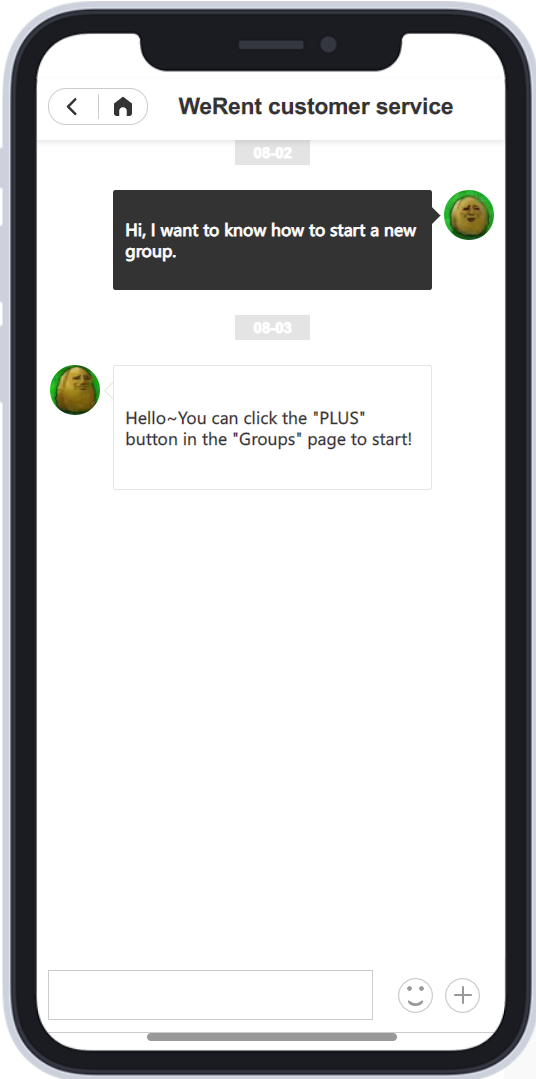 WeRent customer service
08-02
Hi, I want to know how to start a new
group.
08-03
Hello~You can click the "PLUS"
button in the "Groups" page to start!